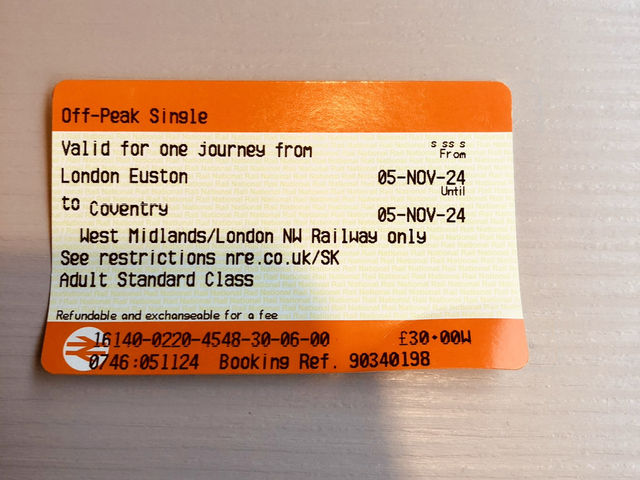 Off-Peak Single
Valid for one journey from
s ss s
From
London Euston 05-NOV-24
Until
to Coventry 05-NOV-24
West Midlands/London NW Railway only
See restrictions nre.co.uk/SK
Adult Standard Class
Refundable and exchangeable for a fee
16140-0220-4548-30-06-00 £30·00W
0746:051124 Booking Ref. 90340198